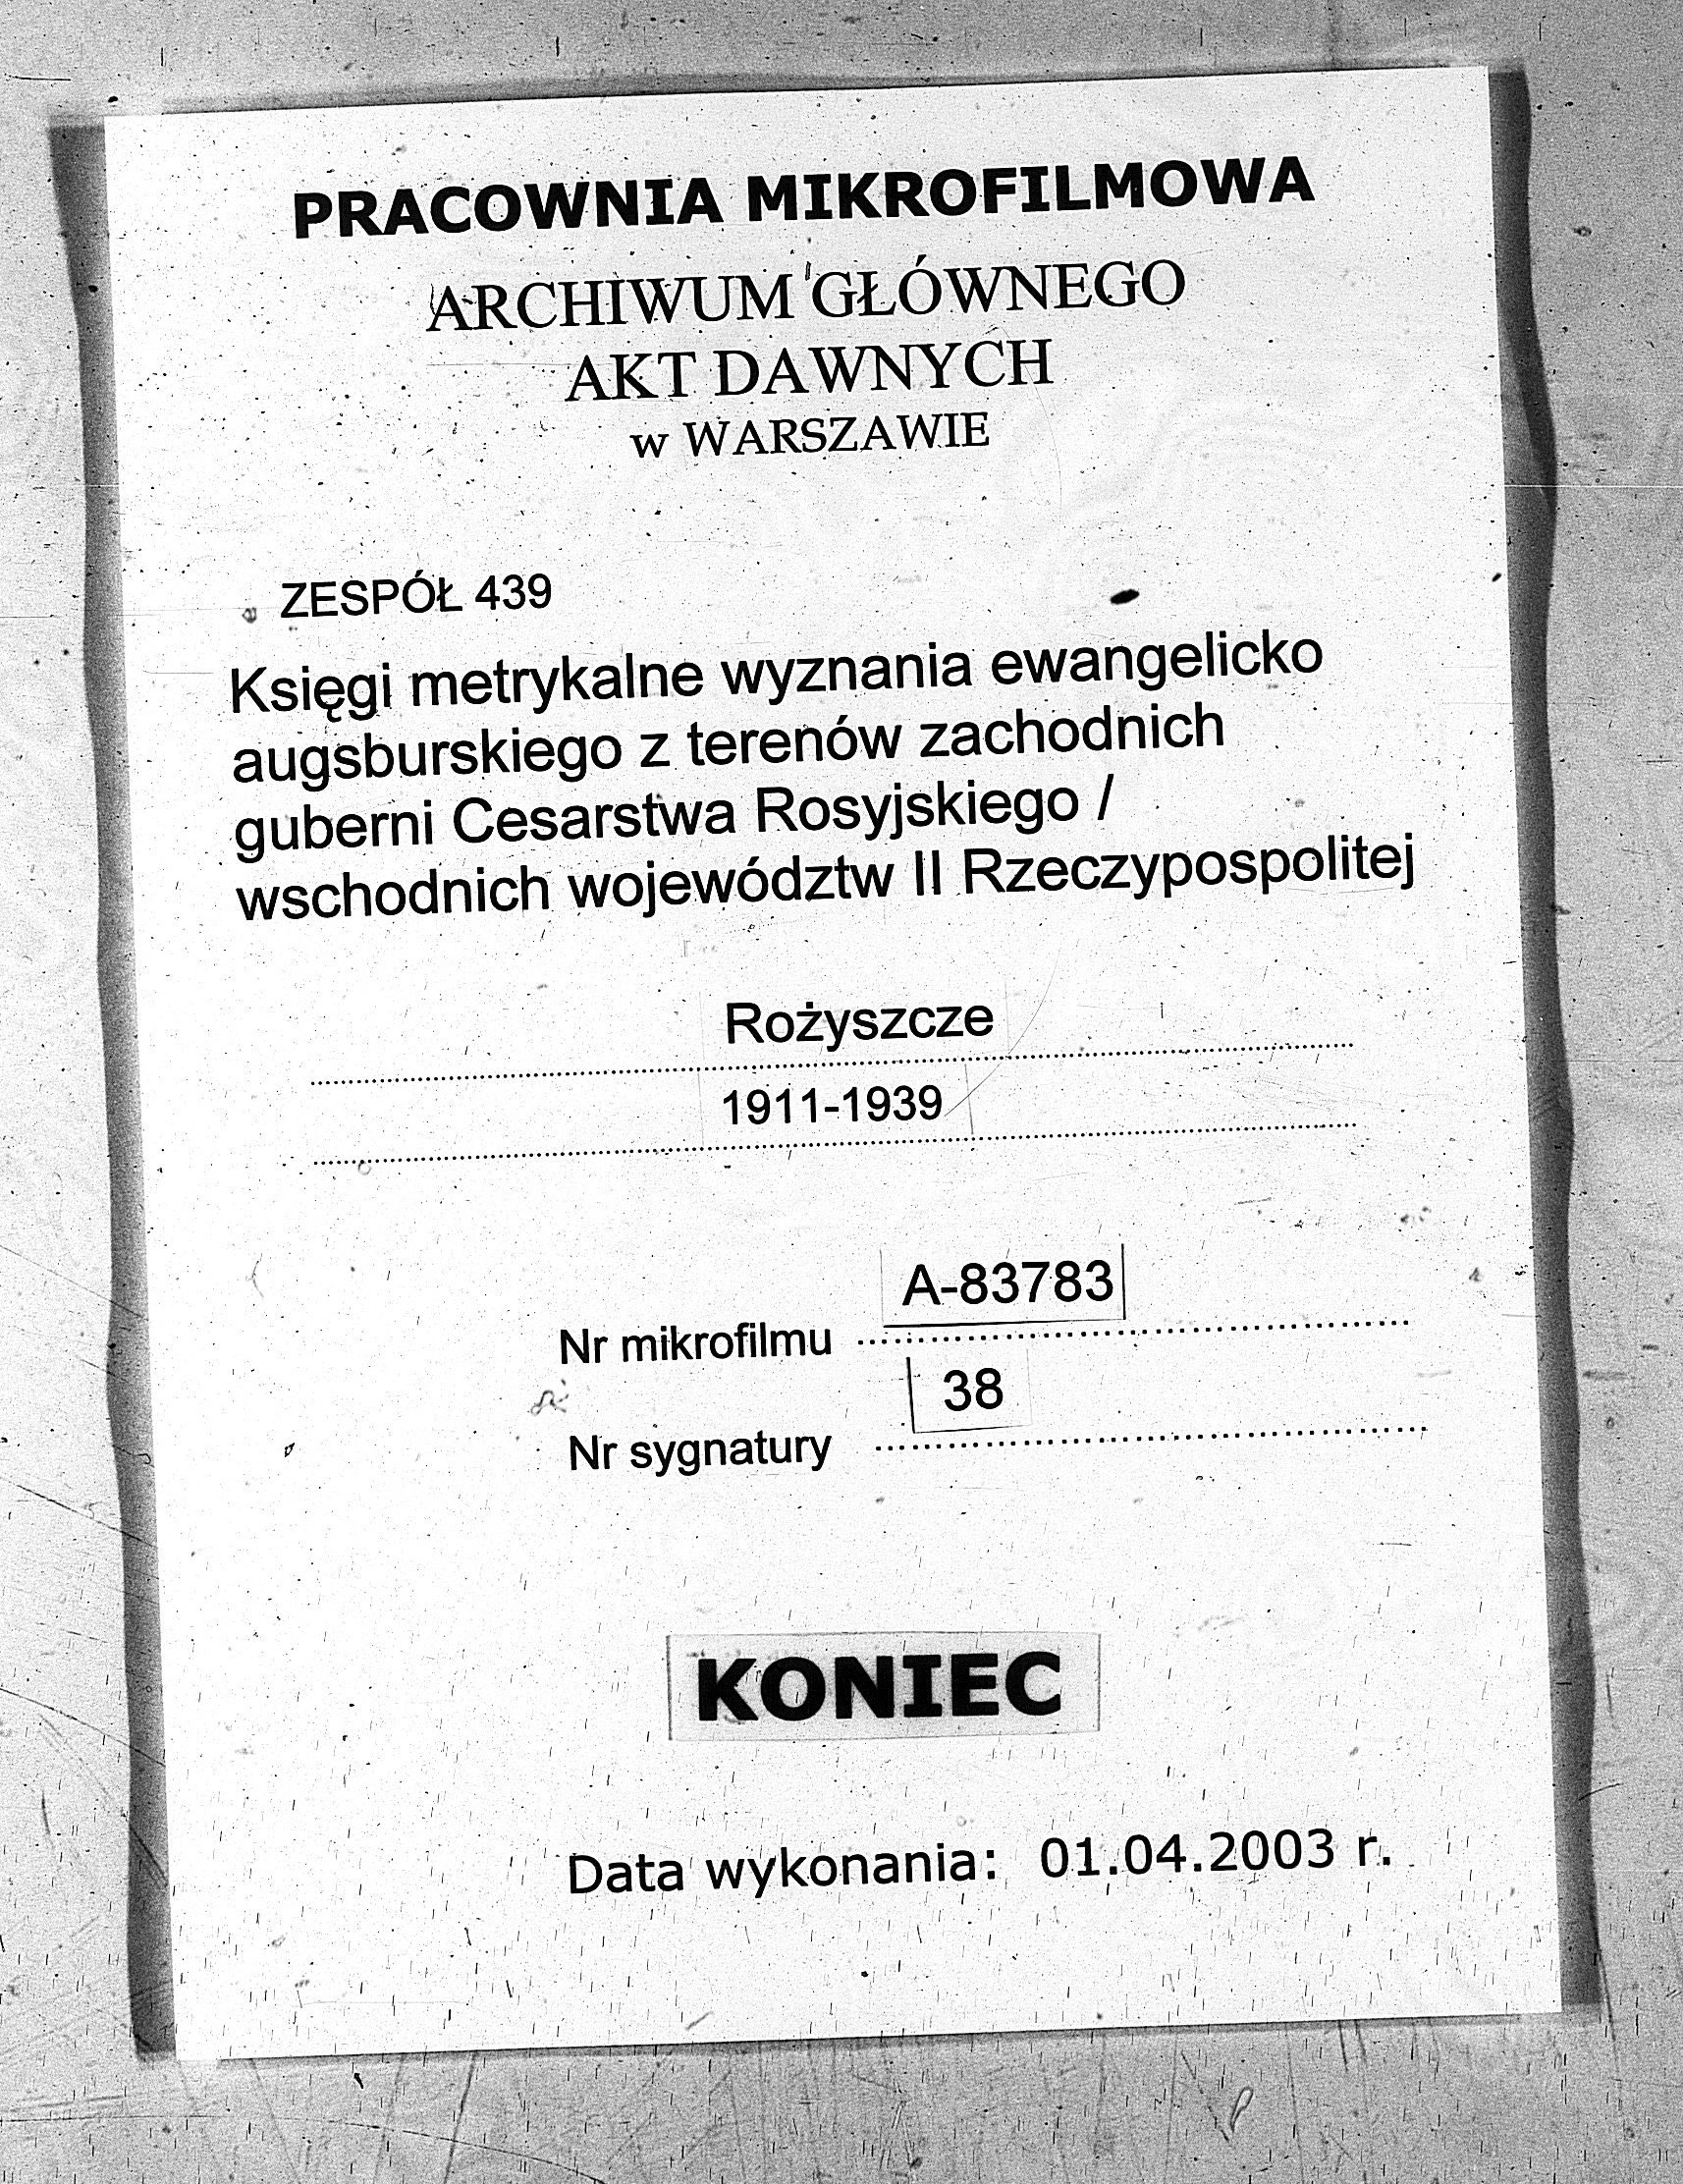 PRACOWNIA MIKROFILMOWA
ARCHIWUM GŁÓWNEGO
AKT DAWNYCH
w WARSZAWIE
ZESPÓŁ 439
Księgi metrykalne wyznania ewangelicko
augsburskiego z terenów zachodnich
guberni Cesarstwa Rosyjskiego /
wschodnich województw II Rzeczypospolitej
Rożyszcze
1911-1939
A-83783
Nr mikrofilmu
38
Nr sygnatury
KONIEC
Data wykonania: 01.04.2003 r.